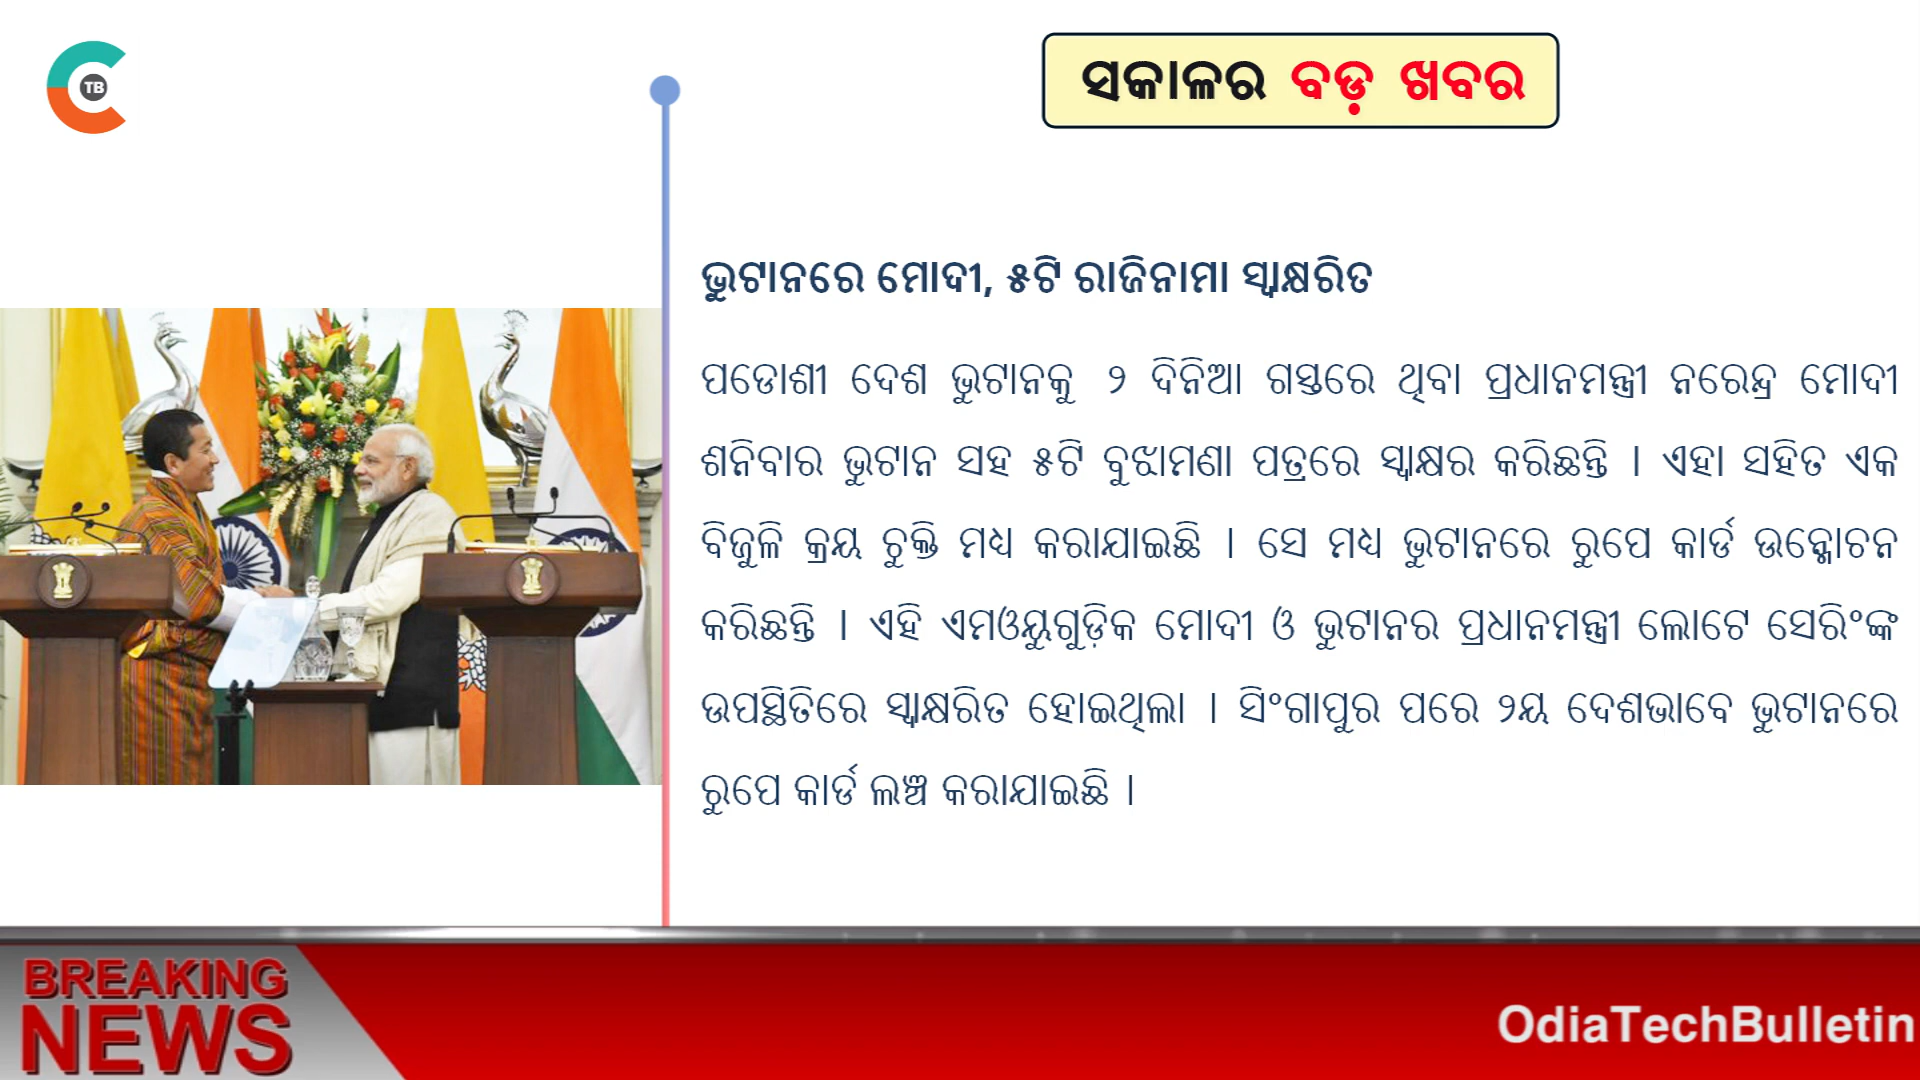 TB
ସକାଳର ବଡ଼ ଖବର
ଭୁଟାନରେ ମୋଦୀ, ୫ଟି ରାଜିନାମା ସ୍ୱାକ୍ଷରିତ
ପଡୋଶୀ ଦେଶ ଭୁଟାନକୁ ୨ ଦିନିଆ ଗସ୍ତରେ ଥିବା ପ୍ରଧାନମନ୍ତ୍ରୀ ନରେନ୍ଦ୍ର ମୋଦୀ
ଶନିବାର ଭୁଟାନ ସହ ୫ଟି ବୁଝାମଣା ପତ୍ରରେ ସ୍ୱାକ୍ଷର କରିଛନ୍ତି । ଏହା ସହିତ ଏକ
ବିଜୁଳି କ୍ରୟ ଚୁକ୍ତି ମଧ୍ୟ କରାଯାଇଛି । ସେ ମଧ୍ୟ ଭୁଟାନରେ ରୁପେ କାର୍ଡ ଉନ୍ମୋଚନ
କରିଛନ୍ତି । ଏହି ଏମଓୟୁଗୁଡ଼ିକ ମୋଦୀ ଓ ଭୁଟାନର ପ୍ରଧାନମନ୍ତ୍ରୀ ଲୋଟେ ସେରିଂଙ୍କ
ଉପସ୍ଥିତିରେ ସ୍ୱାକ୍ଷରିତ ହୋଇଥିଲା । ସିଂଗାପୁର ପରେ ୨ୟ ଦେଶଭାବେ ଭୁଟାନରେ
ରୁପେ କାର୍ଡ ଲଞ୍ଚ କରାଯାଇଛି ।
BREAKING
NEWS
OdiaTechBulletin